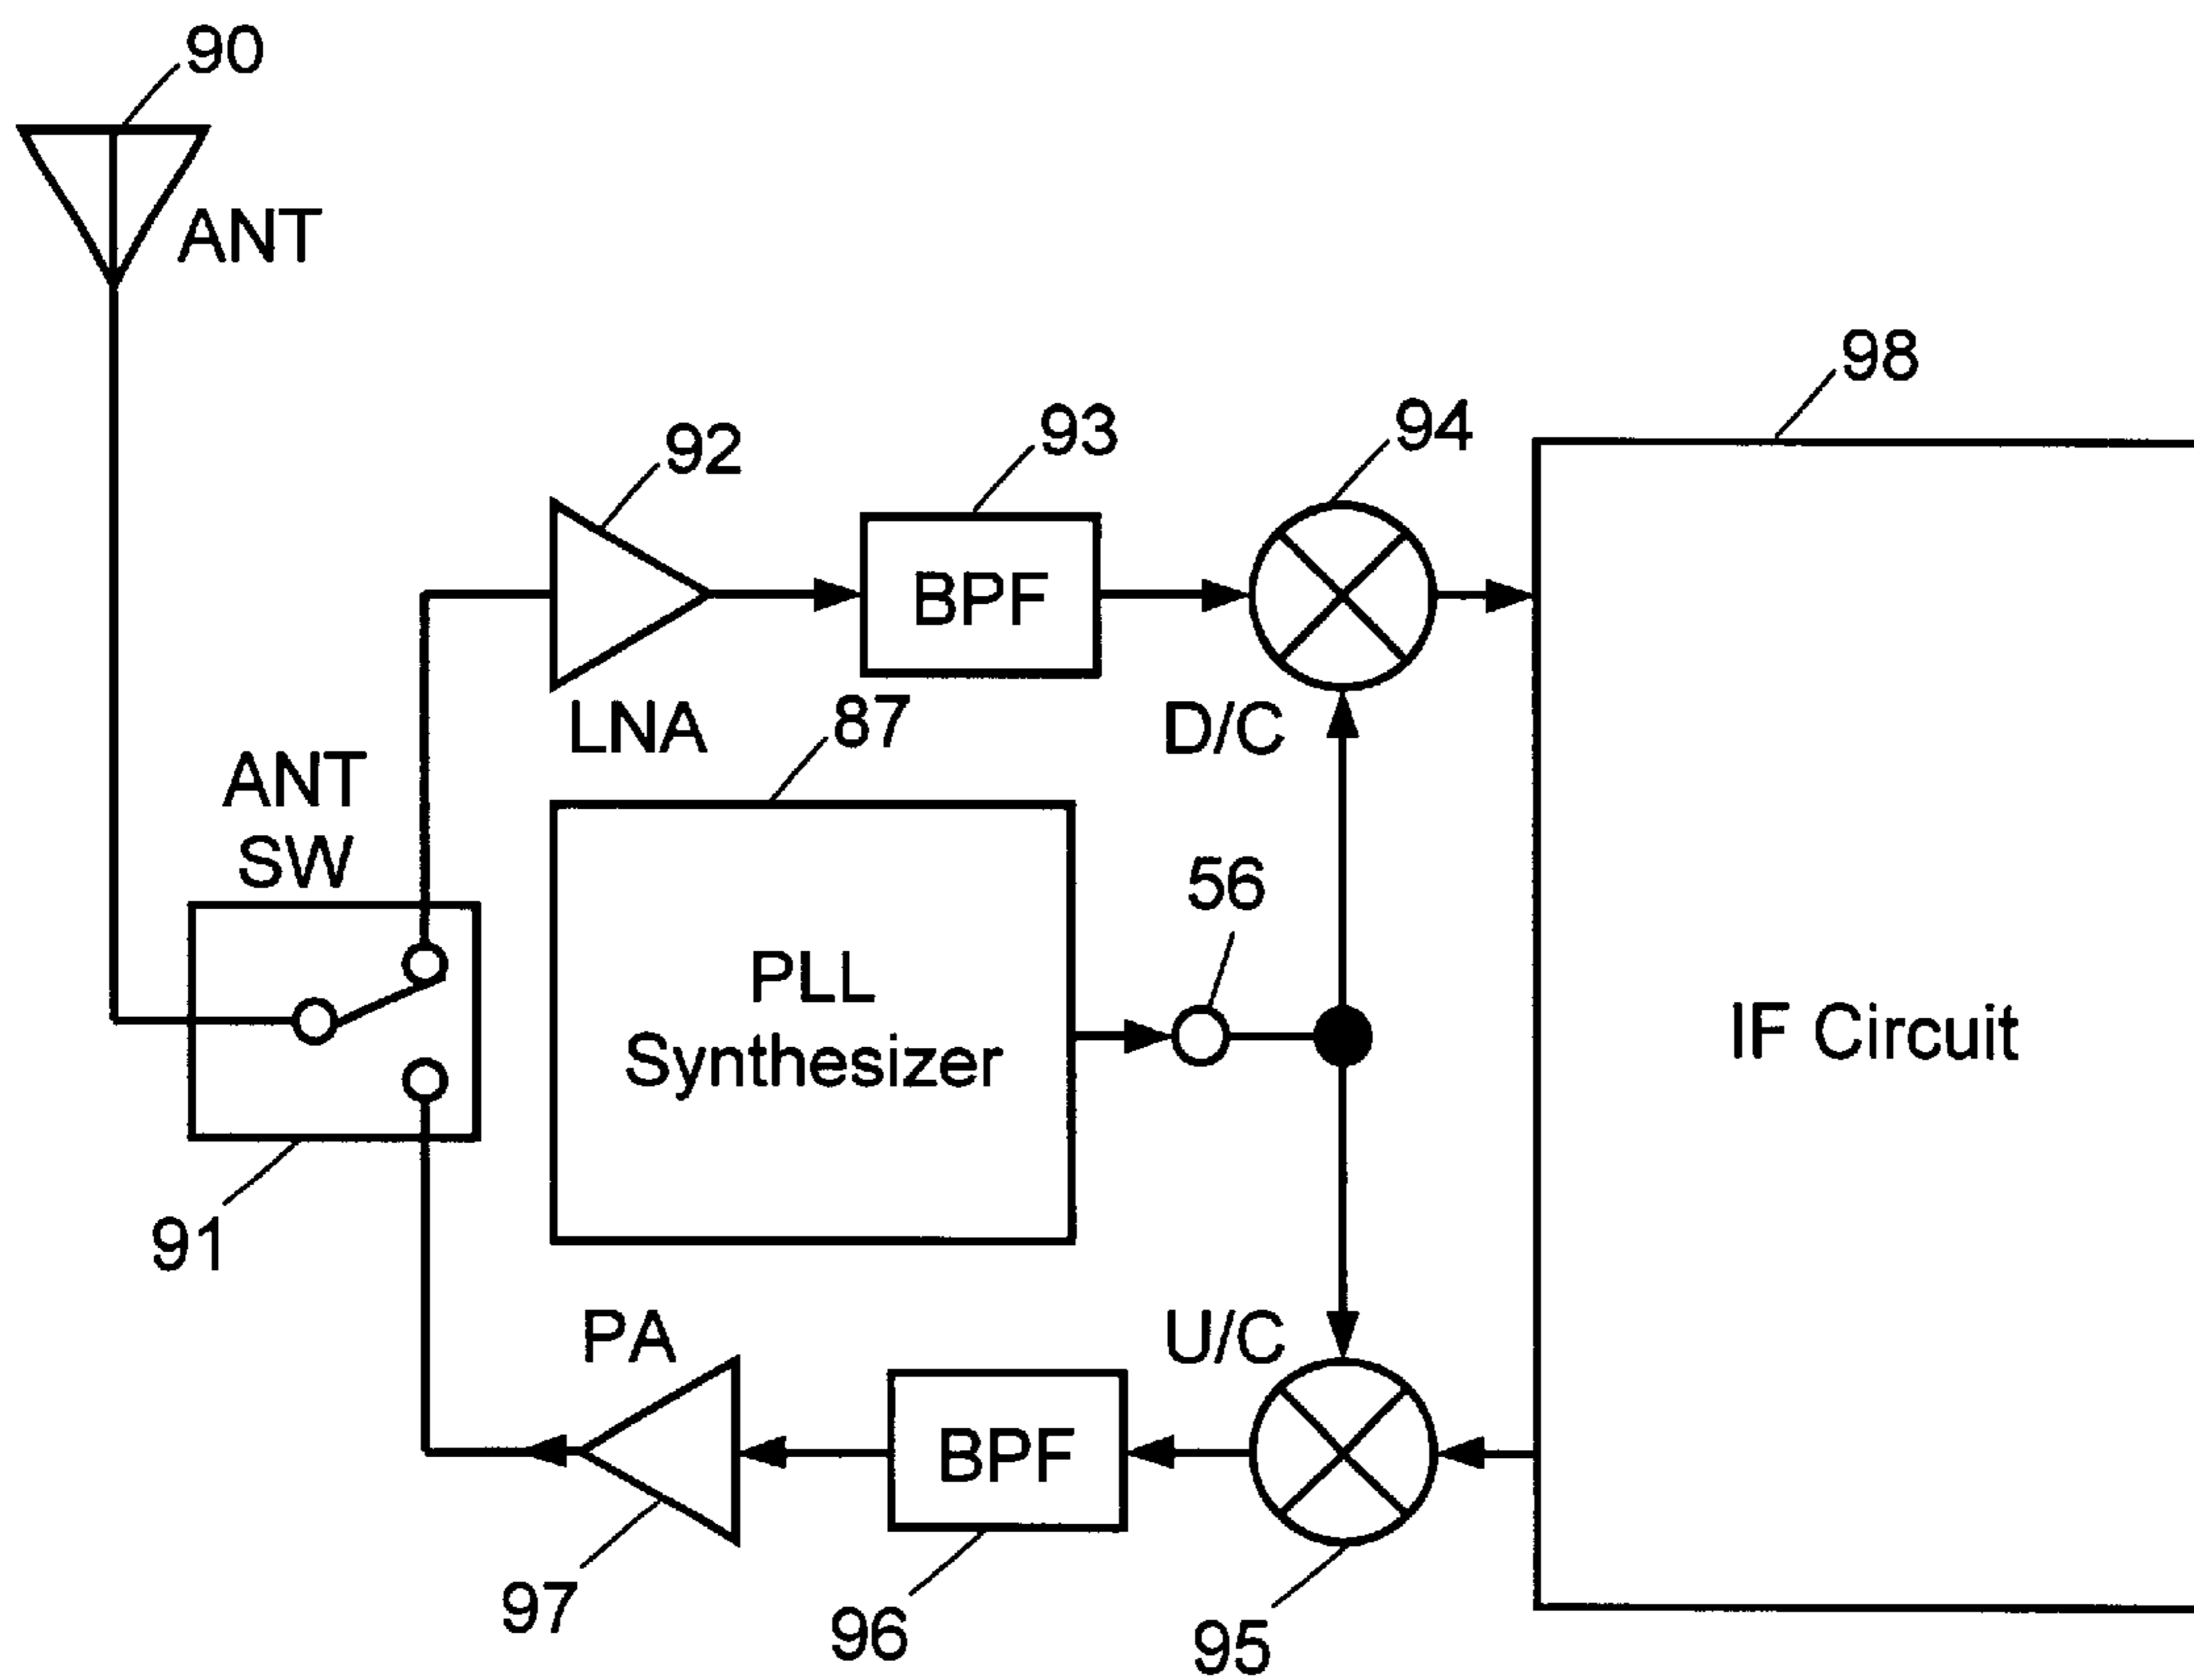 90
ANT
98
94
93
92
BPF
LNA
87
D/C
ANT
SW
56
PLL
Synthesizer
IF Circuit
91
PA
U/C
BPF
97
96
95